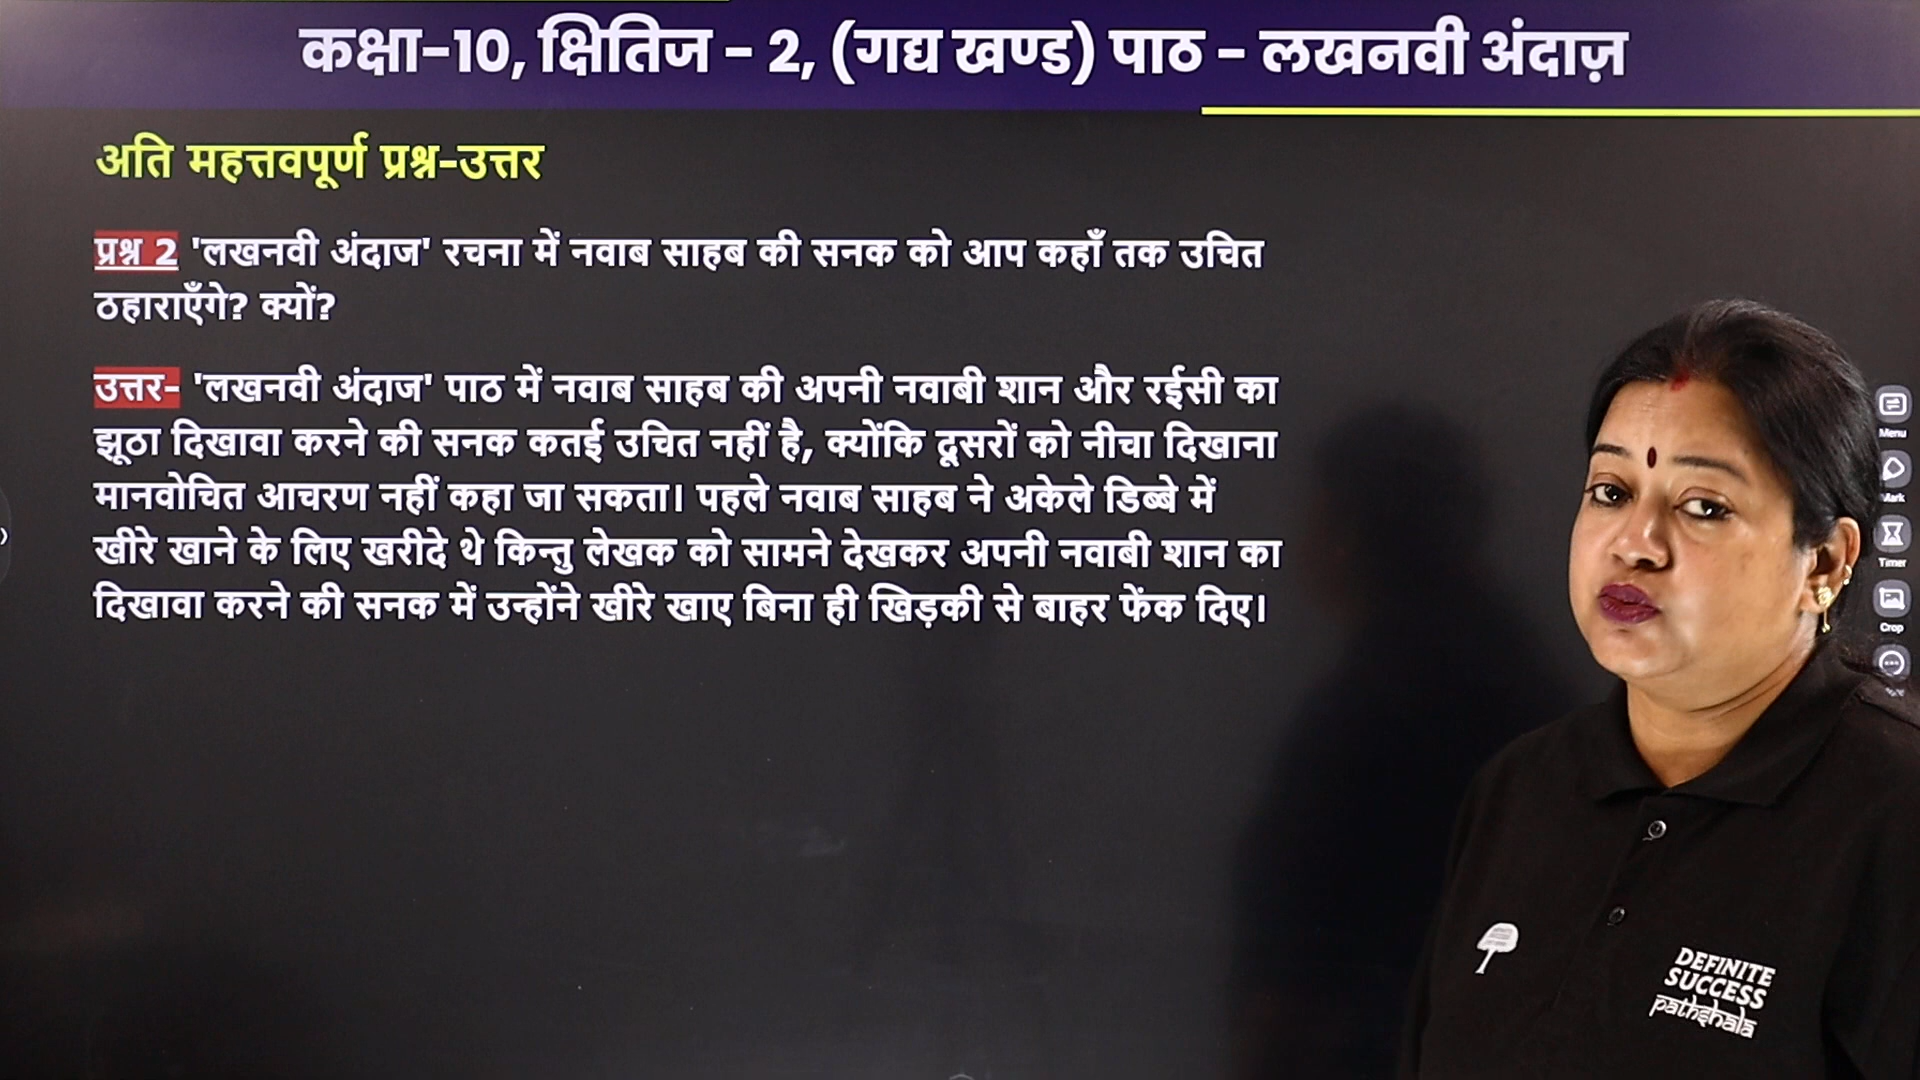 कक्षा-10, क्षितिज - 2, (गद्य खण्ड) पाठ - लखनवी अंदाज़
अति महत्तवपूर्ण प्रश्न-उत्तर
प्रश्न 2 'लखनवी अंदाज' रचना में नवाब साहब की सनक को आप कहाँ तक उचित
ठहाराएँगे? क्यों?
उत्तर- 'लखनवी अंदाज' पाठ में नवाब साहब की अपनी नवाबी शान और रईसी का
झूठा दिखावा करने की सनक कतई उचित नहीं है, क्योंकि दूसरों को नीचा दिखाना
मानवोचित आचरण नहीं कहा जा सकता। पहले नवाब साहब ने अकेले डिब्बे में
खीरे खाने के लिए खरीदे थे किन्तु लेखक को सामने देखकर अपनी नवाबी शान का
दिखावा करने की सनक में उन्होंने खीरे खाए बिना ही खिड़की से बाहर फेंक दिए।
Menu
Mark
Timer
Crop
DEFINITE
SUCCESS
pathshala